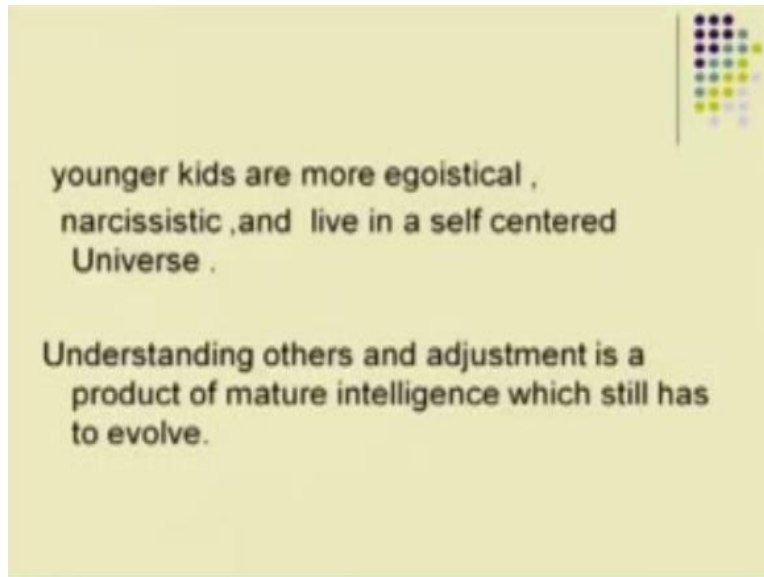 younger kids are more egoistical ,
narcissistic ,and live in a self centered
Universe .
Understanding others and adjustment is a
product of mature intelligence which still has
to evolve.